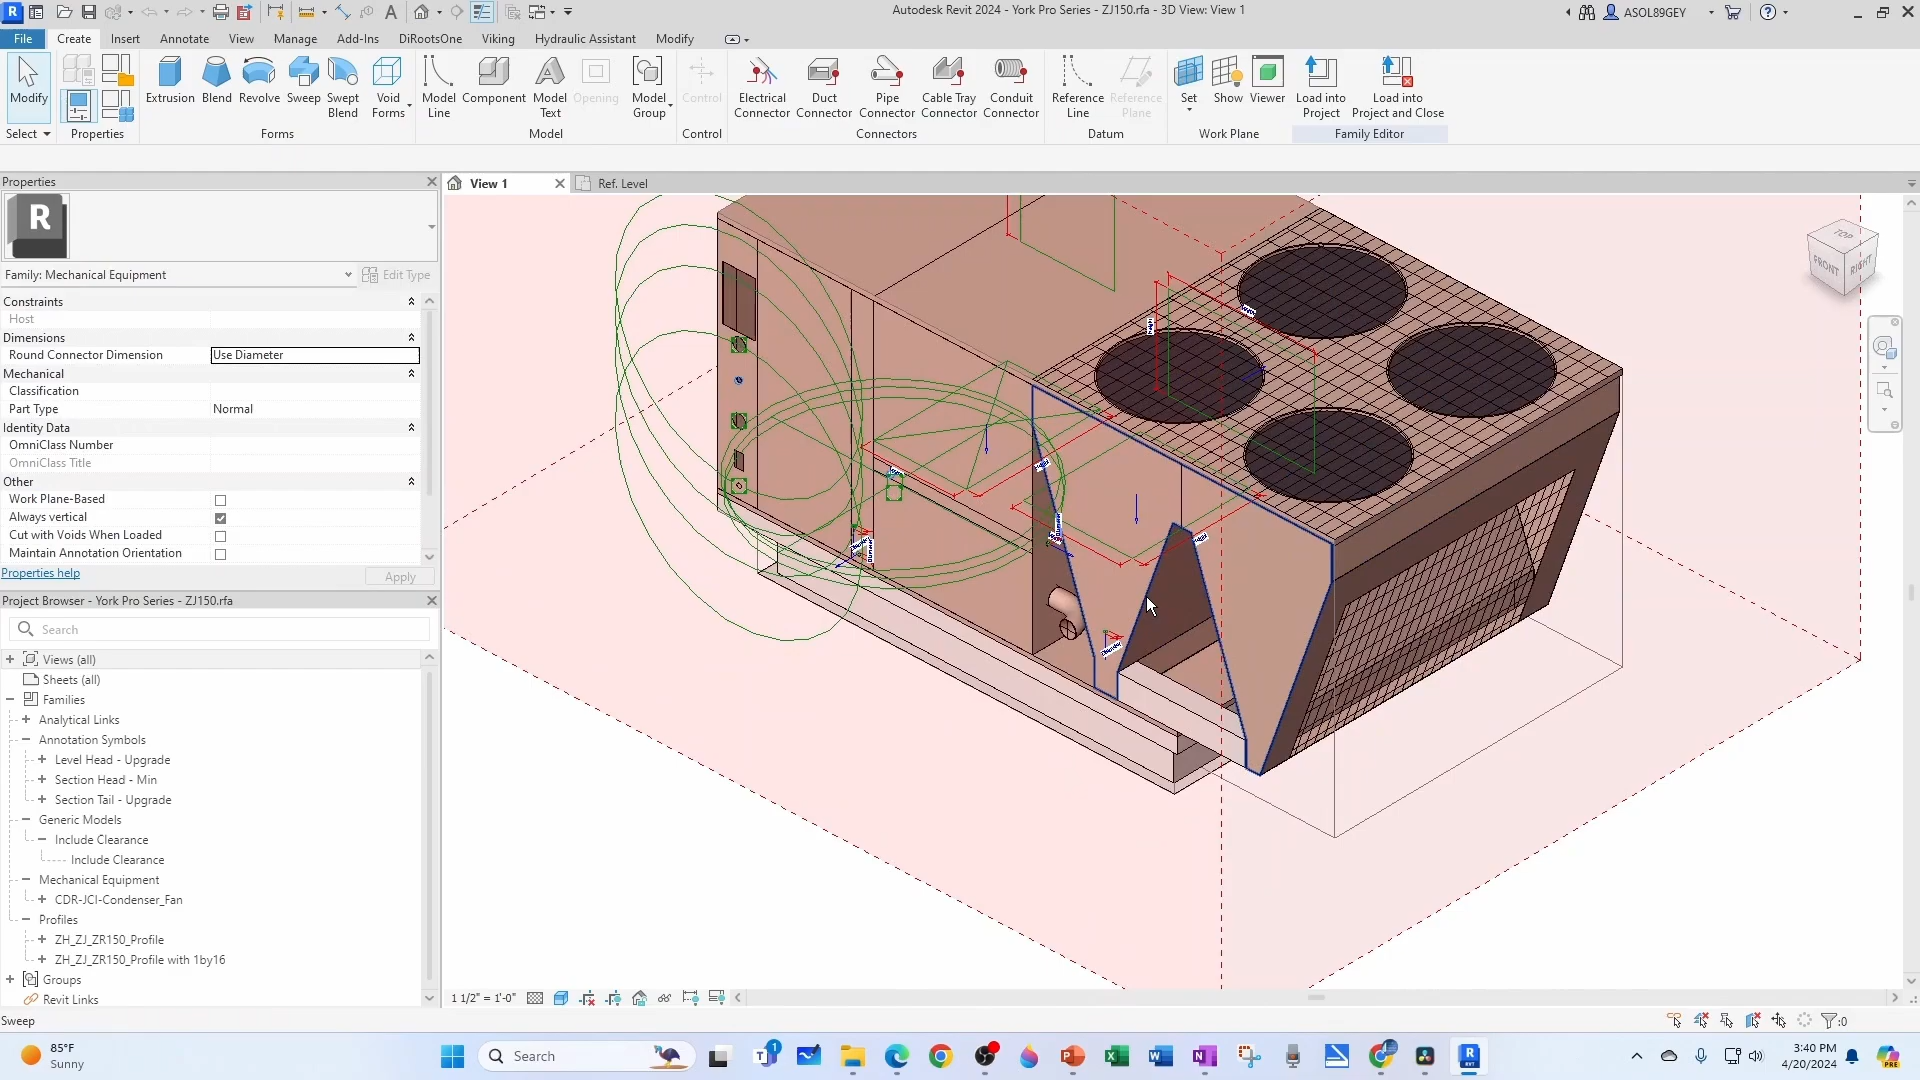 Autodesk Revit 2024 - York Pro Series - ZJ150.rfa - 3D View: View 1
ASOL89GEY
File
Create
Insert
Annotate
View
Manage
Add-Ins
DiRootsOne
Viking
Hydraulic Assistant
Modify
Modify
Extrusion
Blend
Revolve
Sweep
Swept Blend
Void Forms
Model Line
Component
Model Text
Opening
Model Group
Control
Electrical Connector
Duct Connector
Pipe Connector
Cable Tray Connector
Conduit Connector
Reference Line
Reference Plane
Set
Show
Viewer
Load into Project
Load into Project and Close
Select
Properties
Forms
Model
Control
Connectors
Datum
Work Plane
Family Editor
Properties
View 1
Ref. Level
R
Family: Mechanical Equipment
Edit Type
Constraints
Host
Dimensions
Round Connector Dimension
Use Diameter
Mechanical
Classification
Part Type
Normal
Identity Data
OmniClass Number
OmniClass Title
Other
Work Plane-Based
Always vertical
Cut with Voids When Loaded
Maintain Annotation Orientation
Properties help
Apply
Project Browser - York Pro Series - ZJ150.rfa
Search
Views (all)
Sheets (all)
Families
Analytical Links
Annotation Symbols
Level Head - Upgrade
Section Head - Min
Section Tail - Upgrade
Generic Models
Include Clearance
Include Clearance
Mechanical Equipment
CDR-JCI-Condenser_Fan
Profiles
ZH_ZJ_ZR150_Profile
ZH_ZJ_ZR150_Profile with 1by16
Groups
Revit Links
TOP
FRONT
RIGHT
1 1/2" = 1'-0"
Sweep
:0
85°F
Sunny
Search
1
3:40 PM
4/20/2024